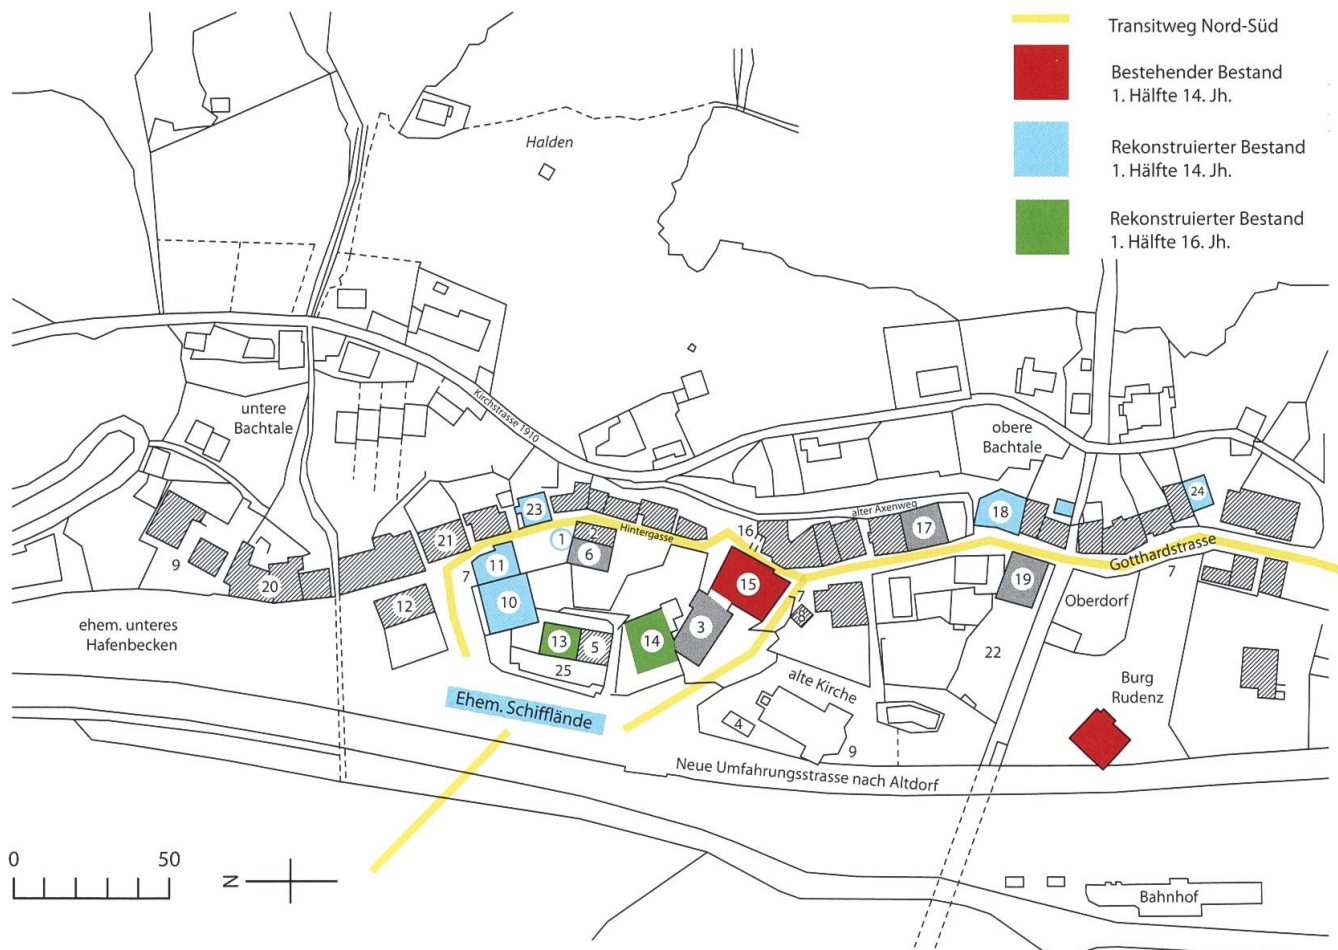 Transitweg Nord-Süd
Bestehender Bestand
1. Hälfte 14. Jh.
Rekonstruierter Bestand
1. Hälfte 14. Jh.
Rekonstruierter Bestand
1. Hälfte 16. Jh.
Halden
Kirchstrasse 1910
untere
Bachtale
obere
Bachtale
alter Axenweg
Hintergasse
Gotthardstrasse
23
24
18
17
16
21
1
2
6
11
7
9
20
10
12
15
19
7
7
8
Oberdorf
3
13
5
14
25
22
ehem. unteres
Hafenbecken
alte Kirche
Burg
Rudenz
Ehem. Schifflände
4
9
Neue Umfahrungsstrasse nach Altdorf
0
50
N
Bahnhof